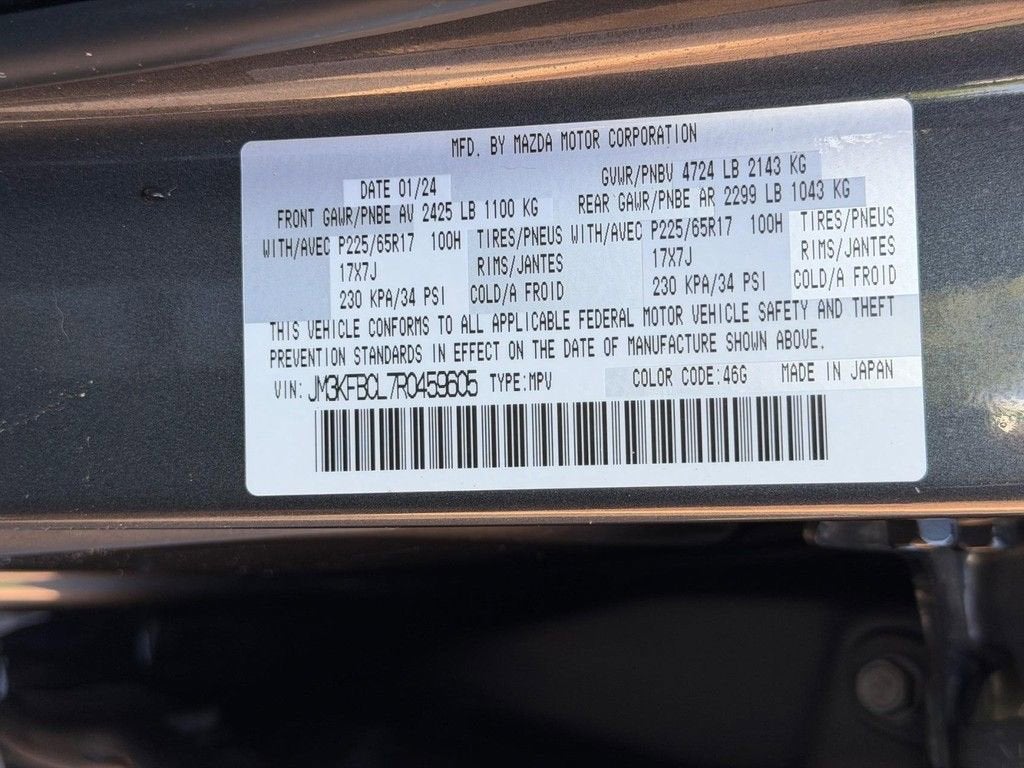 MFD. BY MAZDA MOTOR CORPORATION
DATE 01/24 GVWR/PNBV 4724 LB 2143 KG
FRONT GAWR/PNBE AV 2425 LB 1100 KG REAR GAWR/PNBE AR 2299 LB 1043 KG
WITH/AVEC P225/65R17 100H TIRES/PNEUS WITH/AVEC P225/65R17 100H TIRES/PNEUS
17X7J RIMS/JANTES 17X7J RIMS/JANTES
230 KPA/34 PSI COLD/A FROID 230 KPA/34 PSI COLD/A FROID
THIS VEHICLE CONFORMS TO ALL APPLICABLE FEDERAL MOTOR VEHICLE SAFETY AND THEFT
PREVENTION STANDARDS IN EFFECT ON THE DATE OF MANUFACTURE SHOWN ABOVE.
VIN: JM3KFBCL7R0459605 TYPE:MPV COLOR CODE:46G MADE IN JAPAN